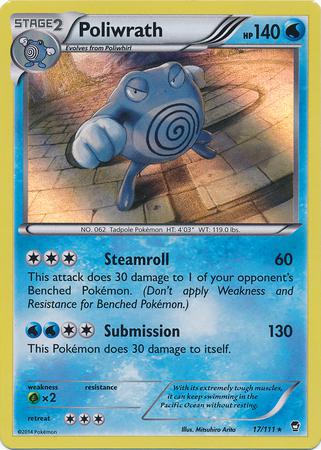 STAGE2 Poliwrath HP 140
Evolves from Poliwhirl
NO. 062 Tadpole Pokémon HT: 4'03" WT: 119.0 lbs.
Steamroll 60
This attack does 30 damage to 1 of your opponent's
Benched Pokémon. (Don't apply Weakness and
Resistance for Benched Pokémon.)
Submission 130
This Pokémon does 30 damage to itself.
weakness resistance
×2
retreat
With its extremely tough muscles,
it can keep swimming in the
Pacific Ocean without resting.
Illus. Mitsuhiro Arita
17/111 ★
©2014 Pokémon